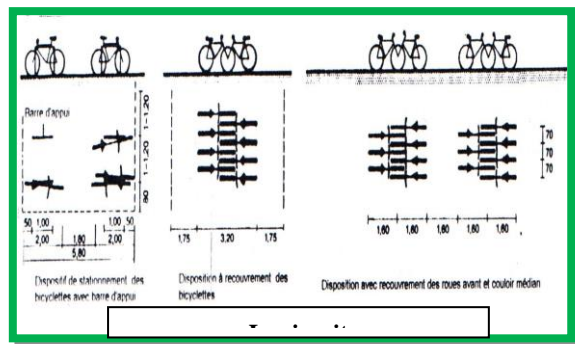 Barre d'appui
1–1,20
1–1,20
80
50 1,00
1,00 50
2,00 1,80 2,00
5,80
Dispositif de stationnement des
bicyclettes avec barre d'appui
1,75 3,20 1,75
Disposition à recouvrement des
bicyclettes
70
70
70
1,60 1,60 1,60 1,60 1,60
Disposition avec recouvrement des roues avant et couloir médian